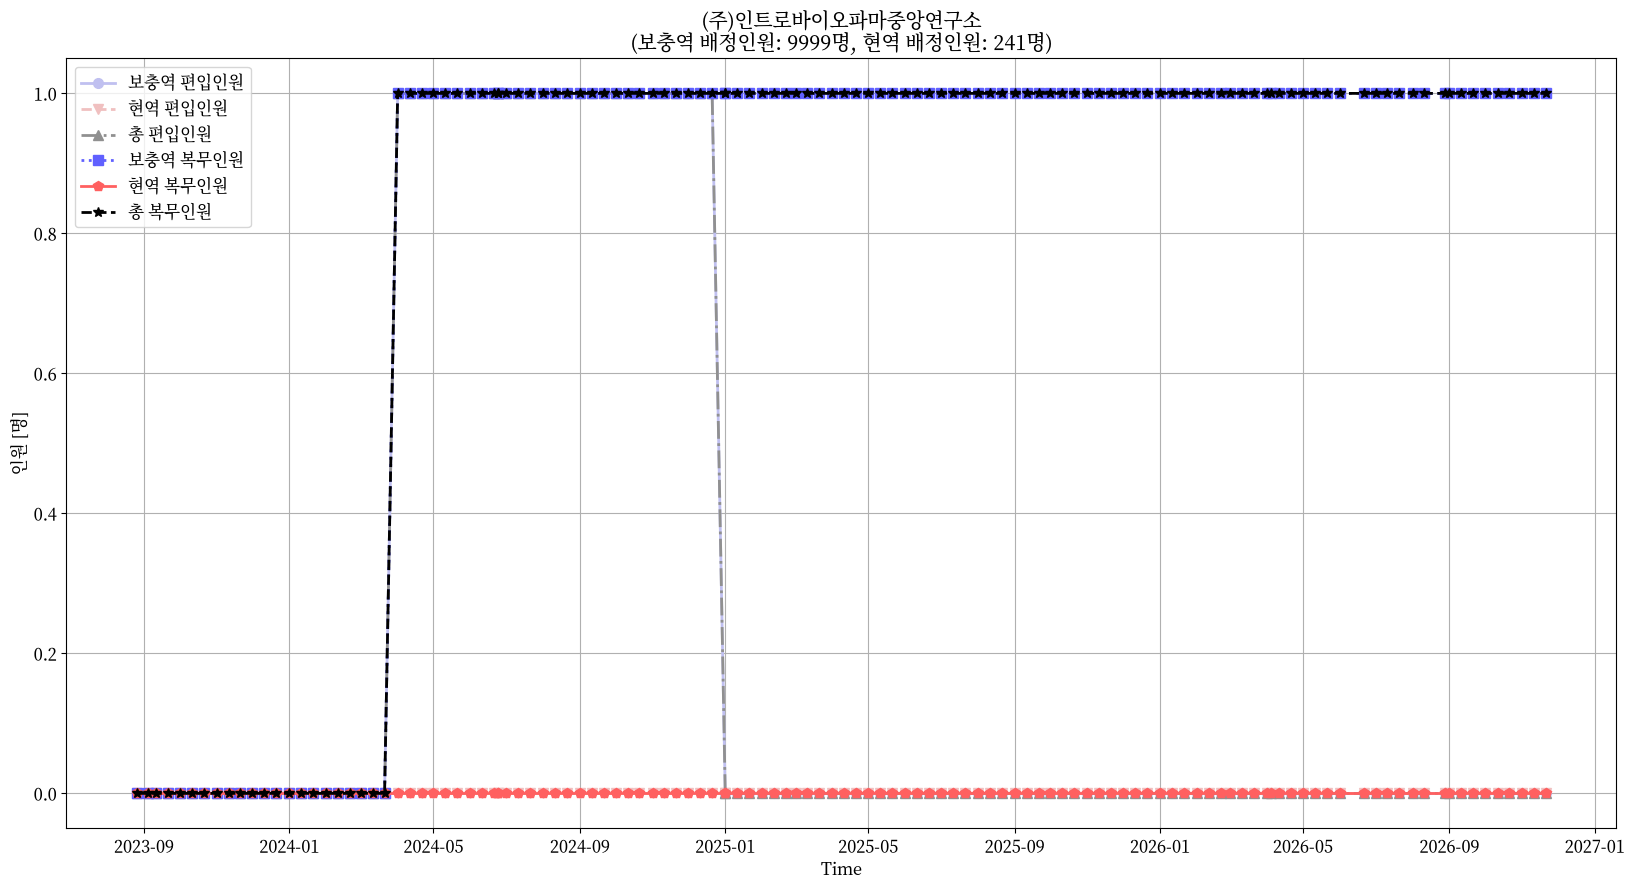 (주)인트로바이오파마중앙연구소
(보충역 배정인원: 9999명, 현역 배정인원: 241명)
보충역 편입인원
현역 편입인원
총 편입인원
보충역 복무인원
현역 복무인원
총 복무인원
1.0
0.8
0.6
0.4
0.2
0.0
인원 [명]
2023-09
2024-01
2024-05
2024-09
2025-01
2025-05
2025-09
2026-01
2026-05
2026-09
2027-01
Time